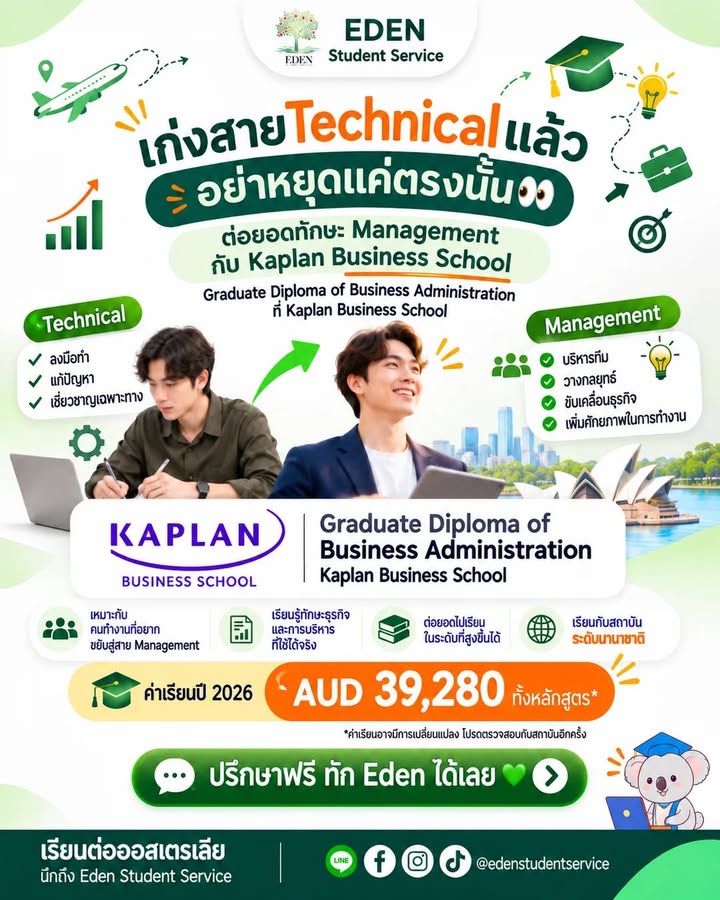 EDEN
EDEN
Student Service
เก่งสาย Technical แล้ว
อย่าหยุดแค่ตรงนั้น
ต่อยอดทักษะ Management
กับ Kaplan Business School
Graduate Diploma of Business Administration
ที่ Kaplan Business School
Technical
ลงมือทำ
แก้ปัญหา
เชี่ยวชาญเฉพาะทาง
Management
บริหารทีม
วางกลยุทธ์
ขับเคลื่อนธุรกิจ
เพิ่มศักยภาพในการทำงาน
KAPLAN
BUSINESS SCHOOL
Graduate Diploma of
Business Administration
Kaplan Business School
เหมาะกับ
คนทำงานที่อยาก
ขยับสู่สาย Management
เรียนรู้ทักษะธุรกิจ
และการบริหาร
ที่ใช้ได้จริง
ต่อยอดไปเรียน
ในระดับที่สูงขึ้นได้
เรียนกับสถาบัน
ระดับนานาชาติ
ค่าเรียนปี 2026
AUD 39,280 ทั้งหลักสูตร*
*ค่าเรียนอาจมีการเปลี่ยนแปลง โปรดตรวจสอบกับสถาบันอีกครั้ง
ปรึกษาฟรี ทัก Eden ได้เลย
เรียนต่อออสเตรเลีย
นึกถึง Eden Student Service
LINE
@edenstudentservice